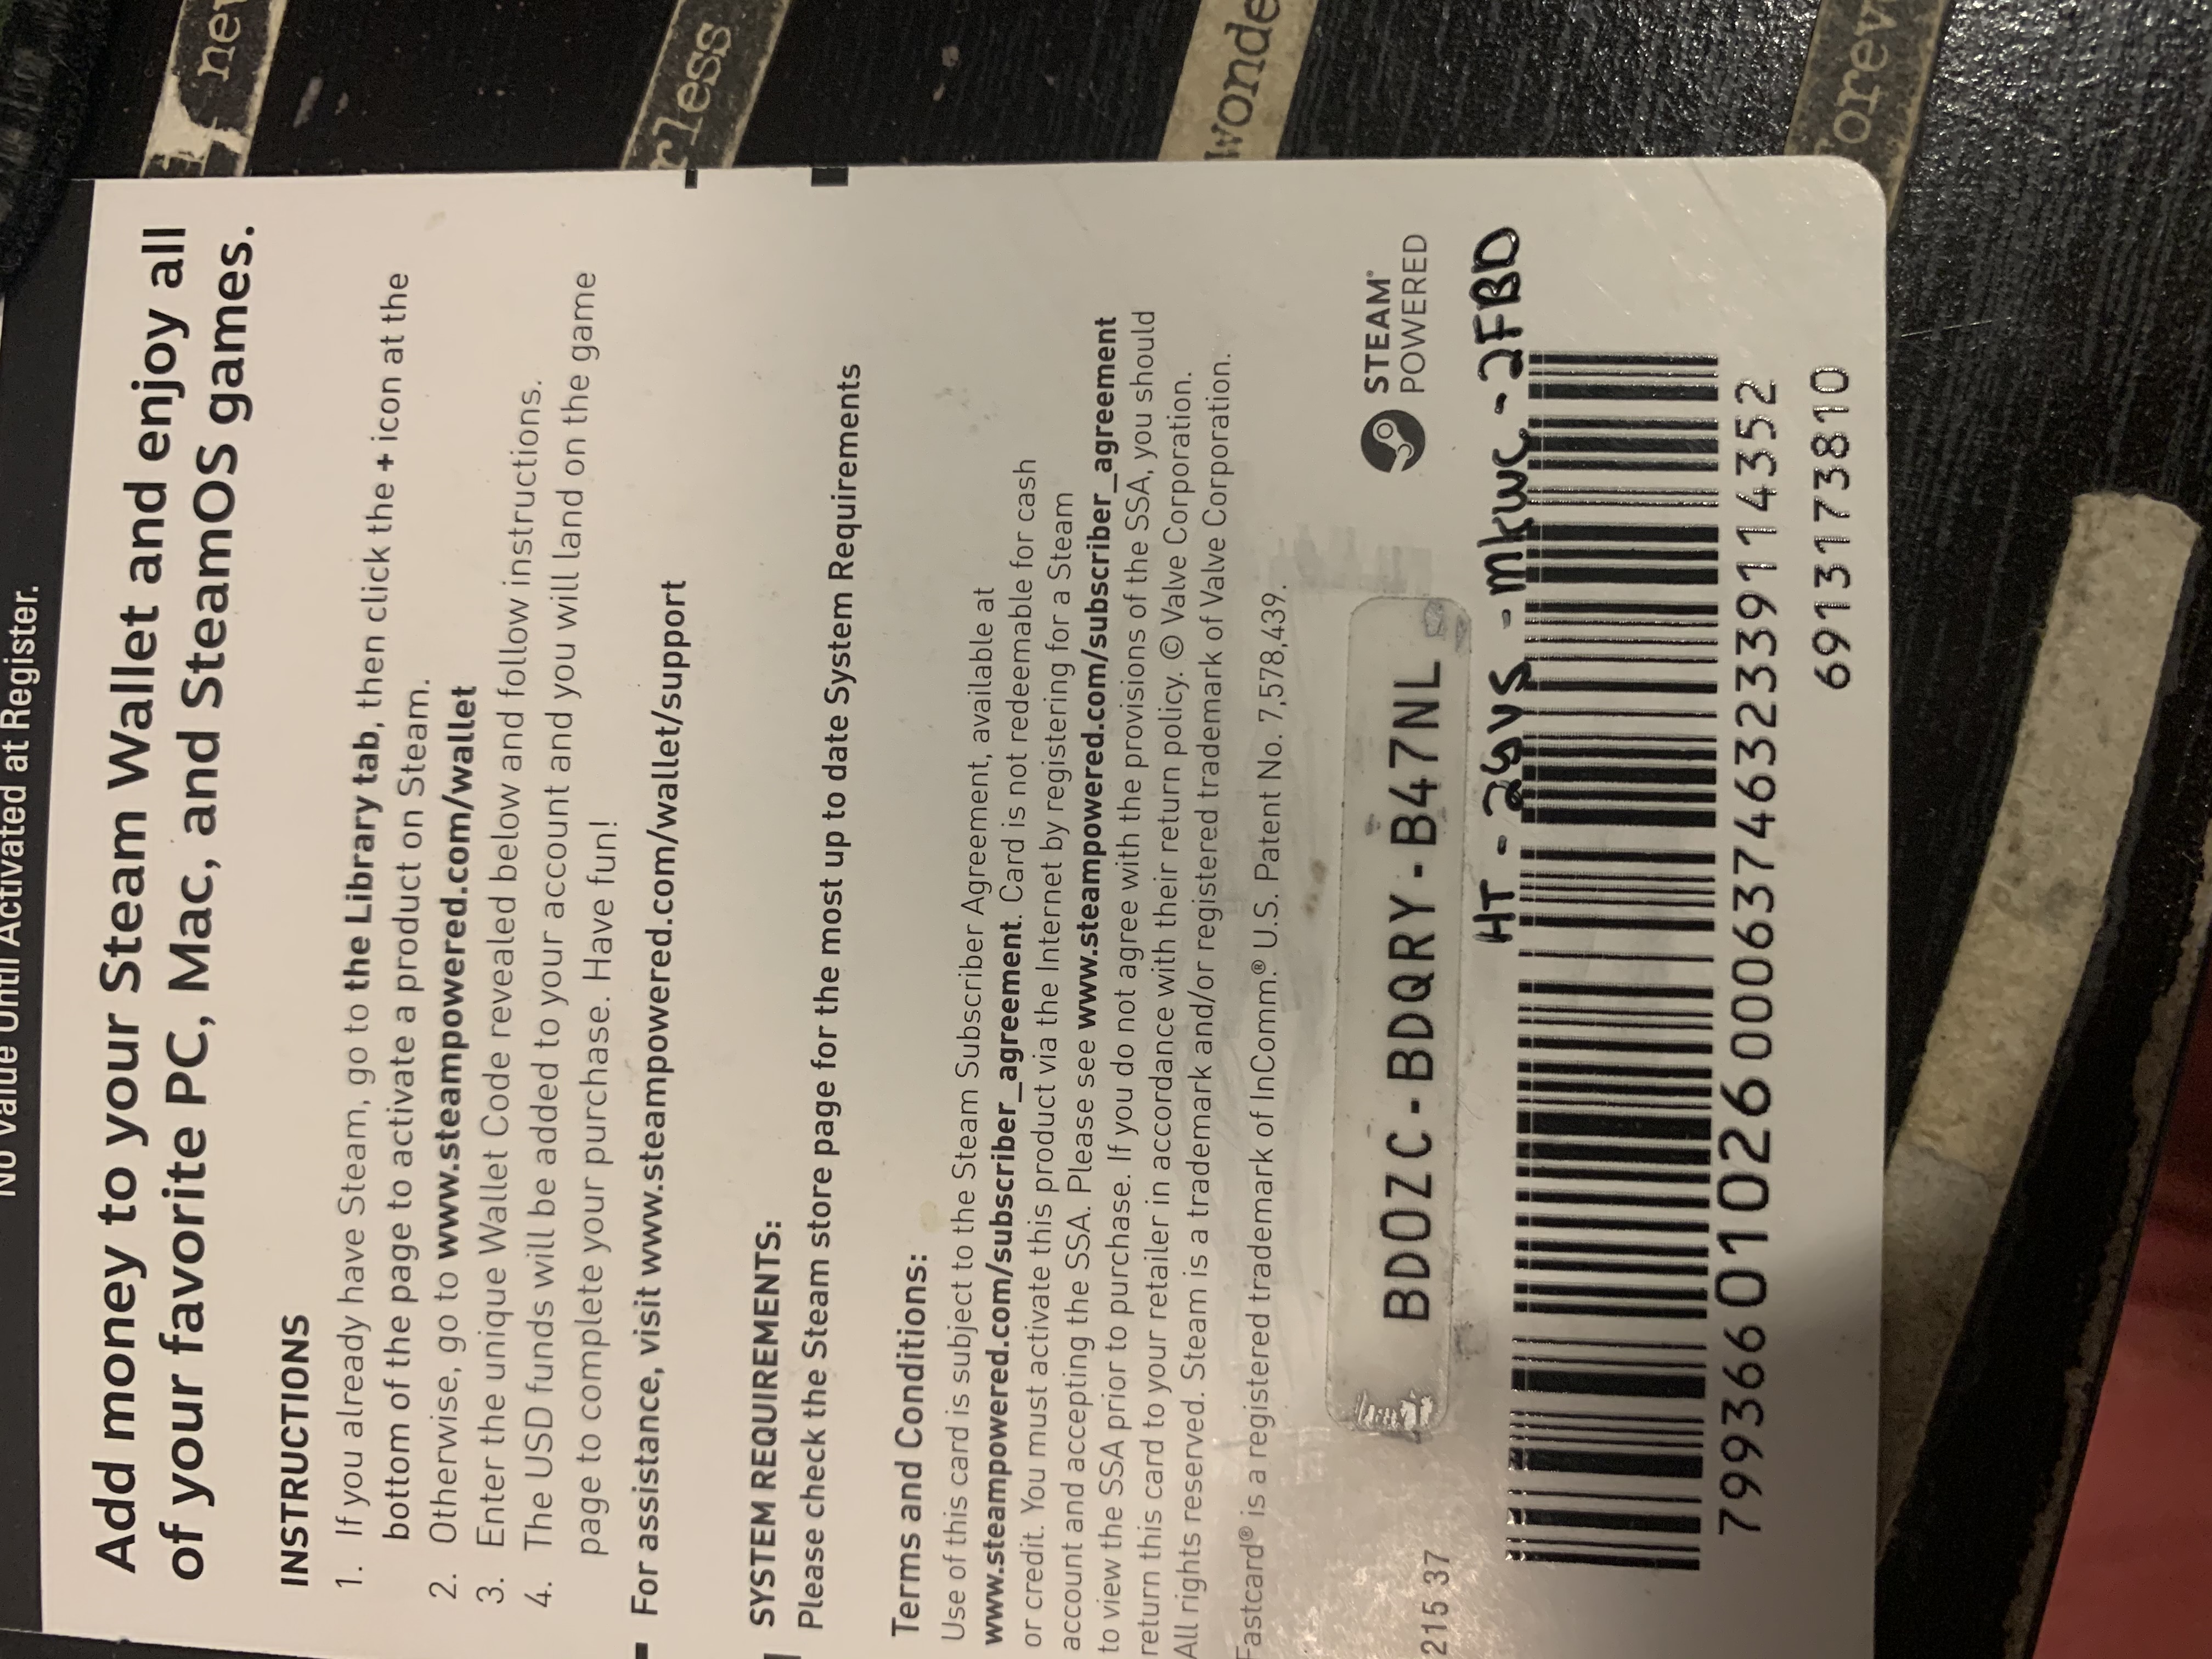 No Value Until Activated at Register.
Add money to your Steam Wallet and enjoy all
of your favorite PC, Mac, and SteamOS games.
INSTRUCTIONS
1. If you already have Steam, go to the Library tab, then click the + icon at the
bottom of the page to activate a product on Steam.
2. Otherwise, go to www.steampowered.com/wallet
3. Enter the unique Wallet Code revealed below and follow instructions.
4. The USD funds will be added to your account and you will land on the game
page to complete your purchase. Have fun!
For assistance, visit www.steampowered.com/wallet/support
SYSTEM REQUIREMENTS:
Please check the Steam store page for the most up to date System Requirements
Terms and Conditions:
Use of this card is subject to the Steam Subscriber Agreement, available at
www.steampowered.com/subscriber_agreement. Card is not redeemable for cash
or credit. You must activate this product via the Internet by registering for a Steam
account and accepting the SSA. Please see www.steampowered.com/subscriber_agreement
to view the SSA prior to purchase. If you do not agree with the provisions of the SSA, you should
return this card to your retailer in accordance with their return policy. © Valve Corporation.
All rights reserved. Steam is a trademark and/or registered trademark of Valve Corporation.
Fastcard® is a registered trademark of InComm.® U.S. Patent No. 7,578,439.
BD0ZC-BDQRY-B47NL
STEAM®
POWERED
215 37
HT - - mkwc - 2FBD
799366 01026 0006374632339114352
6913173810
new
rless
wonde
forev